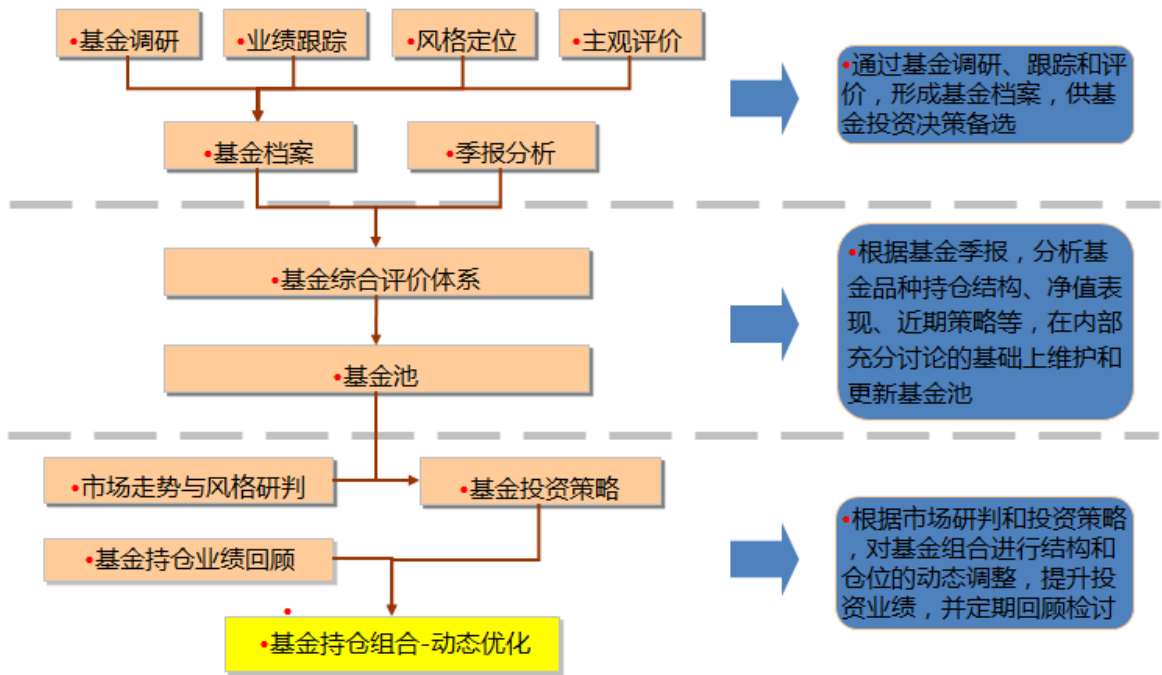 •基金调研
•业绩跟踪
•风格定位
•主观评价
•通过基金调研、跟踪和评
价，形成基金档案，供基
金投资决策备选
•基金档案
•季报分析
•基金综合评价体系
•基金池
•根据基金季报，分析基
金品种持仓结构、净值表
现、近期策略等，在内部
充分讨论的基础上维护和
更新基金池
•市场走势与风格研判
•基金投资策略
•基金持仓业绩回顾
•
•基金持仓组合-动态优化
•根据市场研判和投资策略
，对基金组合进行结构和
仓位的动态调整，提升投
资业绩，并定期回顾检讨